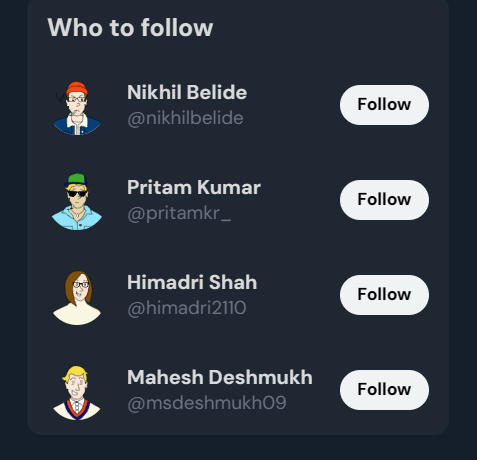 Who to follow
Nikhil Belide
@nikhilbelide
Follow
Pritam Kumar
@pritamkr_
Follow
Himadri Shah
@himadri2110
Follow
Mahesh Deshmukh
@msdeshmukh09
Follow